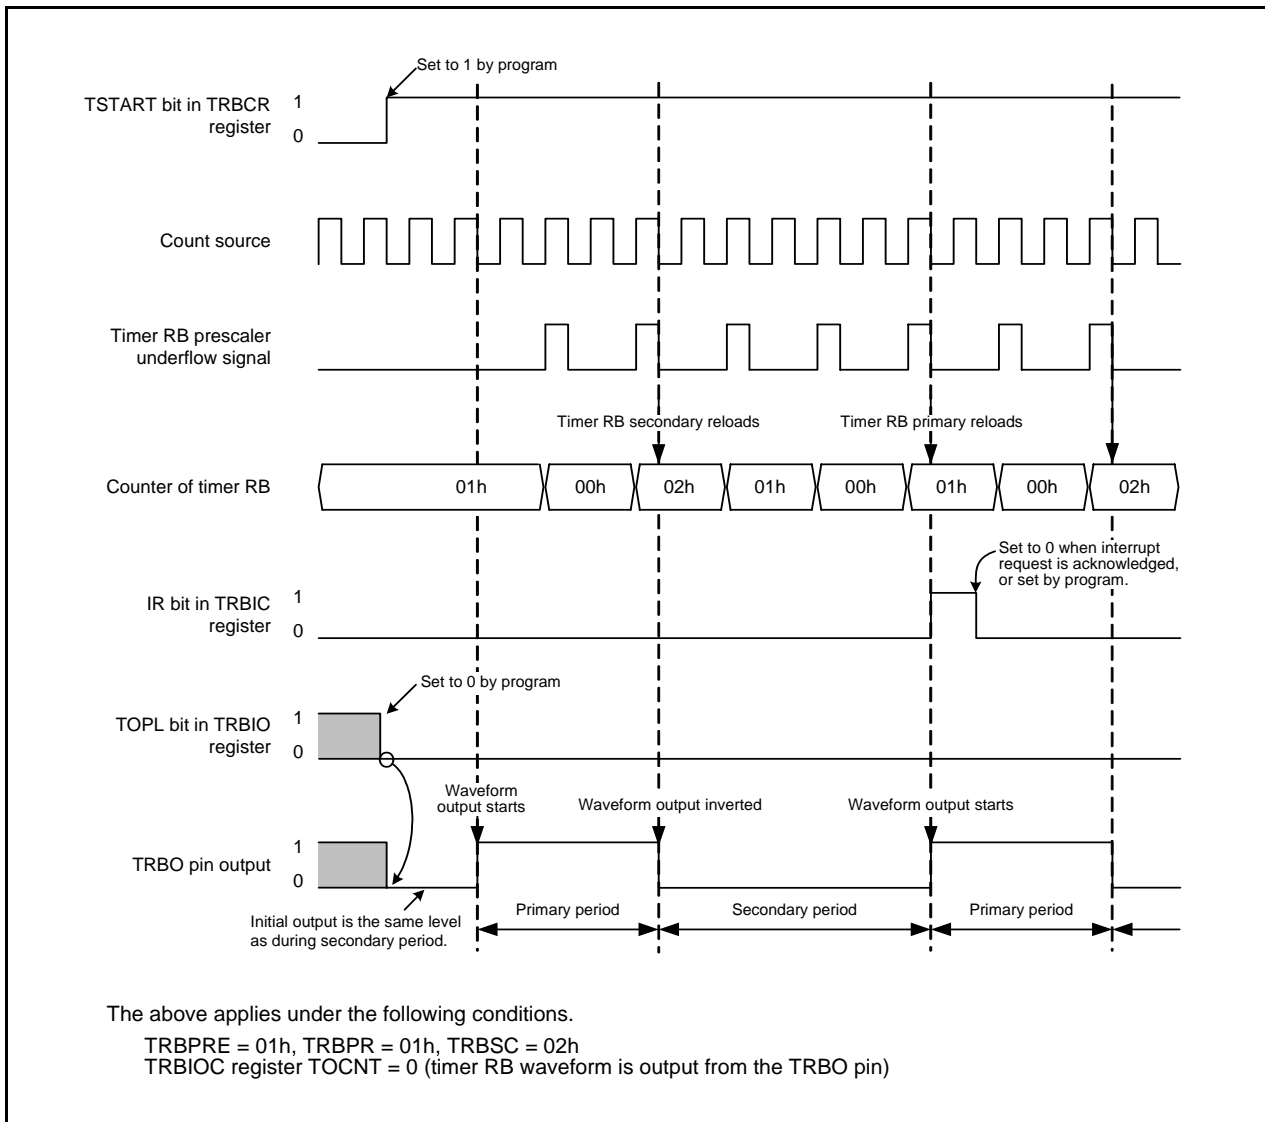 Set to 1 by program
TSTART bit in TRBCR
register
1
0
Count source
Timer RB prescaler
underflow signal
Timer RB secondary reloads
Timer RB primary reloads
Counter of timer RB
01h
00h
02h
01h
00h
01h
00h
02h
Set to 0 when interrupt
request is acknowledged,
or set by program.
IR bit in TRBIC
register
1
0
Set to 0 by program
TOPL bit in TRBIO
register
1
0
Waveform
output starts
Waveform output inverted
Waveform output starts
TRBO pin output
1
0
Initial output is the same level
as during secondary period.
Primary period
Secondary period
Primary period
The above applies under the following conditions.
TRBPRE = 01h, TRBPR = 01h, TRBSC = 02h
TRBIOC register TOCNT = 0 (timer RB waveform is output from the TRBO pin)